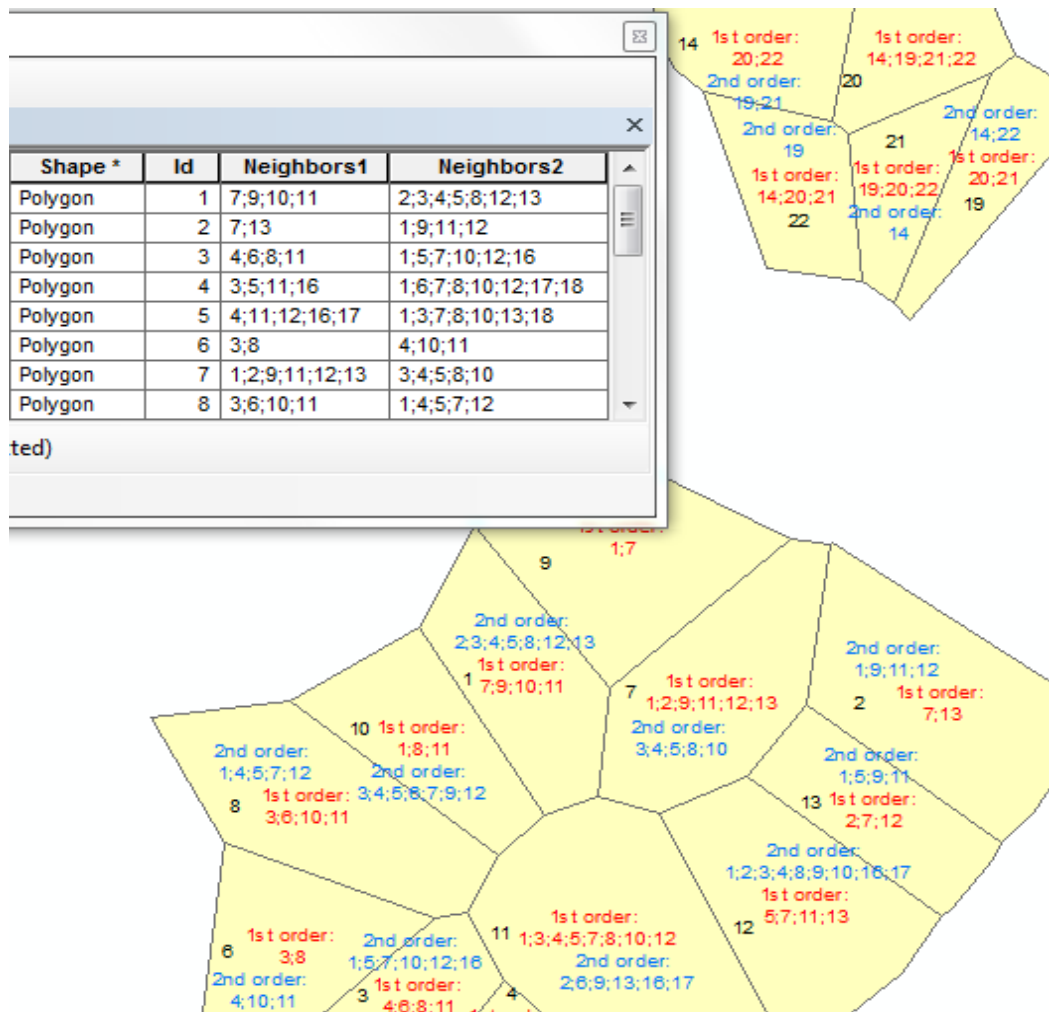 Shape * Id Neighbors1 Neighbors2
Polygon 1 7;9;10;11 2;3;4;5;8;12;13
Polygon 2 7;13 1;9;11;12
Polygon 3 4;6;8;11 1;5;7;10;12;16
Polygon 4 3;5;11;16 1;6;7;8;10;12;17;18
Polygon 5 4;11;12;16;17 1;3;7;8;10;13;18
Polygon 6 3;8 4;10;11
Polygon 7 1;2;9;11;12;13 3;4;5;8;10
Polygon 8 3;6;10;11 1;4;5;7;12
ted)
14
1st order:
20;22
2nd order:
19;21
1st order:
14;19;21;22
20
2nd order:
19
1st order:
14;20;21
22
21
1st order:
19;20;22
2nd order:
14
2nd order:
14;22
1st order:
20;21
19
1st order:
1;7
9
2nd order:
2;3;4;5;8;12;13
1st order:
7;9;10;11
1
7
1st order:
1;2;9;11;12;13
2nd order:
3;4;5;8;10
2nd order:
1;9;11;12
2
1st order:
7;13
10
1st order:
1;8;11
2nd order:
3;4;5;6;7;9;12
2nd order:
1;4;5;7;12
1st order:
3;6;10;11
8
2nd order:
1;5;9;11
13
1st order:
2;7;12
2nd order:
1;2;3;4;8;9;10;16;17
1st order:
5;7;11;13
12
11
1st order:
1;3;4;5;7;8;10;12
2nd order:
2;6;9;13;16;17
6
1st order:
3;8
2nd order:
4;10;11
2nd order:
1;5;7;10;12;16
3
1st order:
4;6;8;11
4